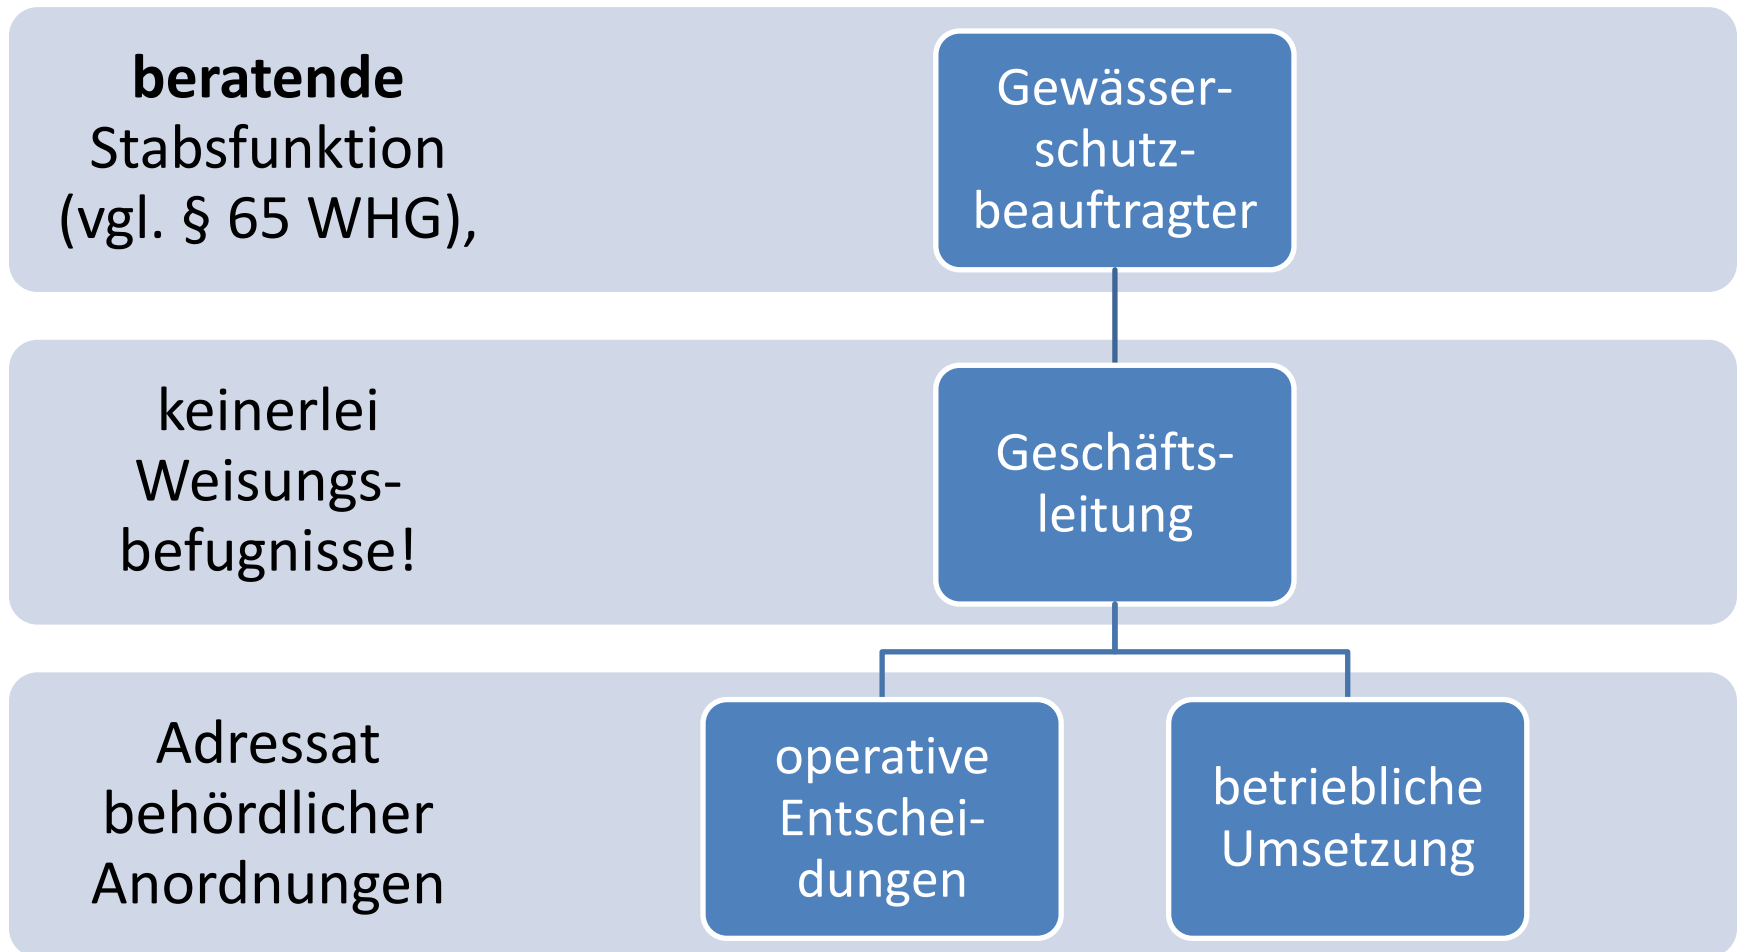 beratende
Stabsfunktion
(vgl. § 65 WHG),
Gewässer-
schutz-
beauftragter
keinerlei
Weisungs-
befugnisse!
Geschäfts-
leitung
Adressat
behördlicher
Anordnungen
operative
Entschei-
dungen
betriebliche
Umsetzung